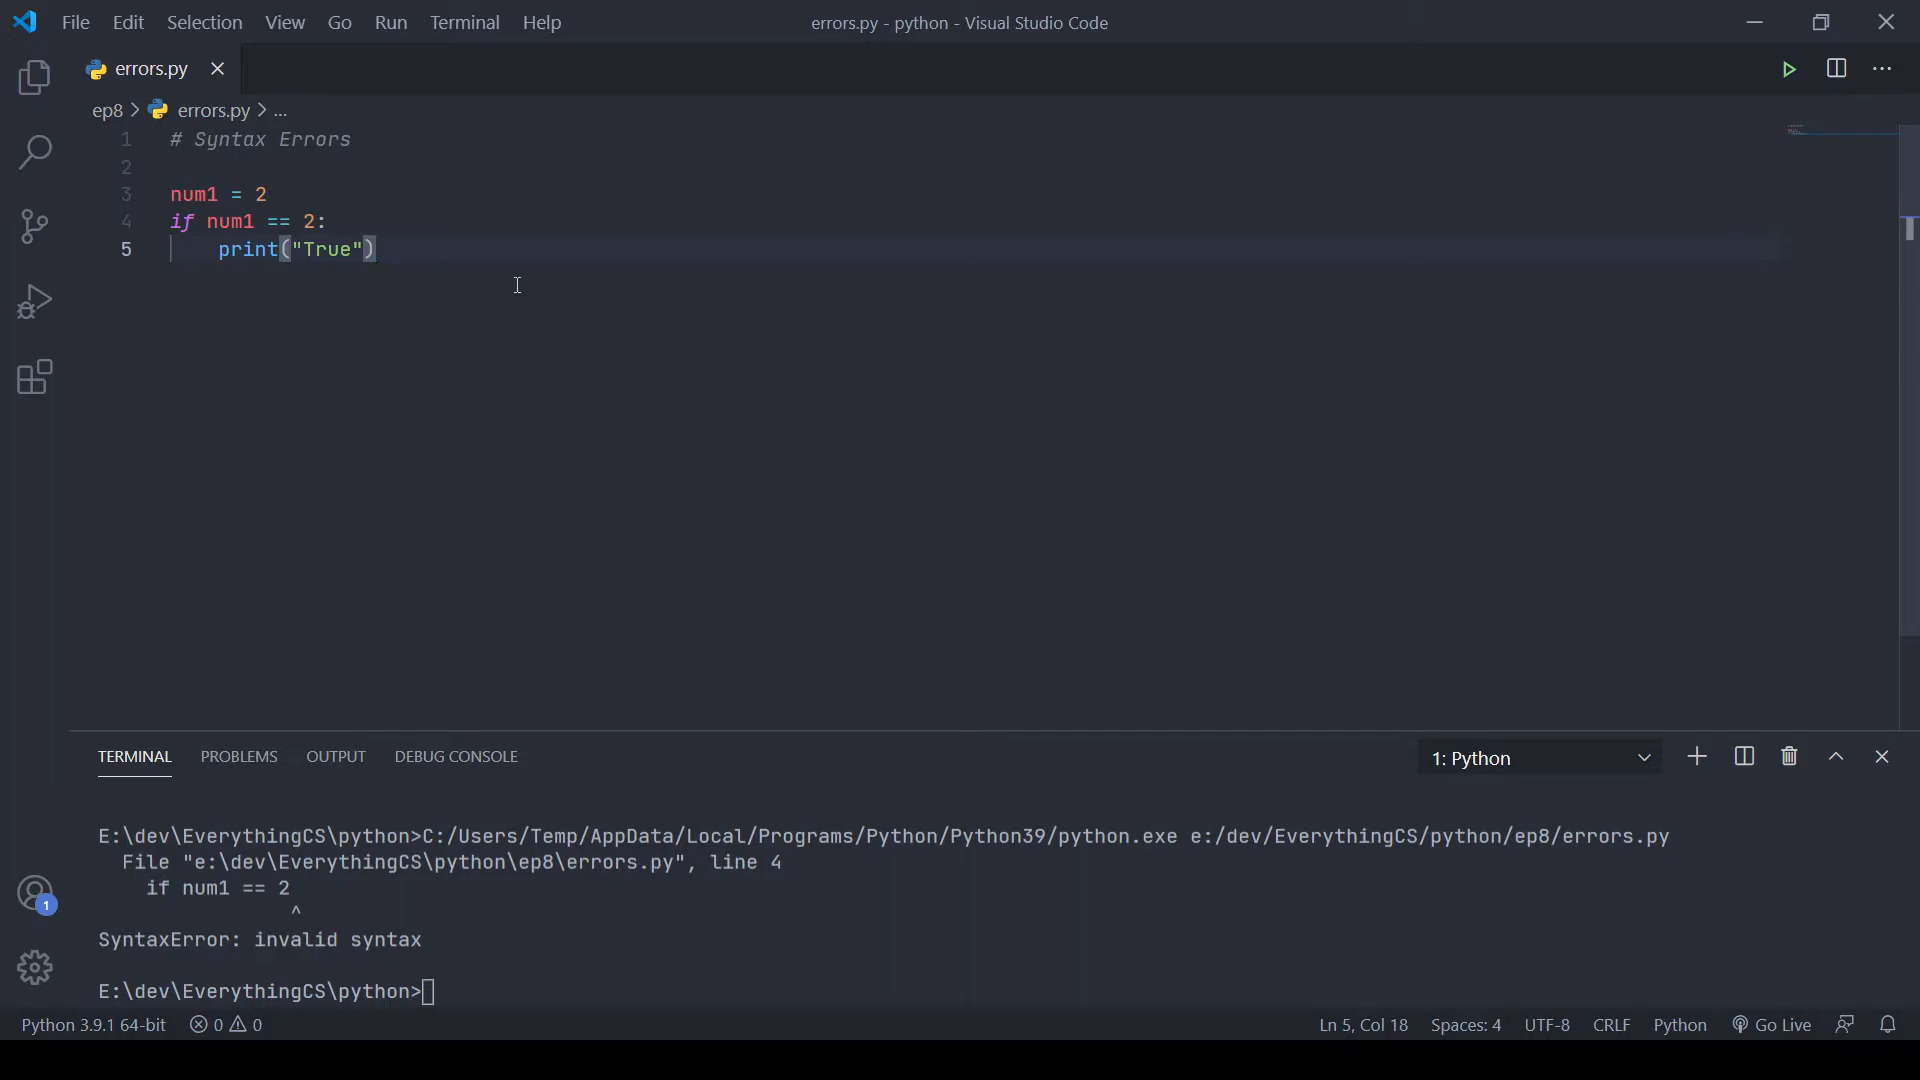 File Edit Selection View Go Run Terminal Help errors.py - python - Visual Studio Code
errors.py
ep8 > errors.py > ...
1 # Syntax Errors
2
3 num1 = 2
4 if num1 == 2:
5     print("True")
TERMINAL PROBLEMS OUTPUT DEBUG CONSOLE 1: Python
E:\dev\EverythingCS\python>C:/Users/Temp/AppData/Local/Programs/Python/Python39/python.exe e:/dev/EverythingCS/python/ep8/errors.py
  File "e:\dev\EverythingCS\python\ep8\errors.py", line 4
    if num1 == 2
                ^
SyntaxError: invalid syntax
E:\dev\EverythingCS\python>
1
Python 3.9.1 64-bit 0 0 Ln 5, Col 18 Spaces: 4 UTF-8 CRLF Python Go Live